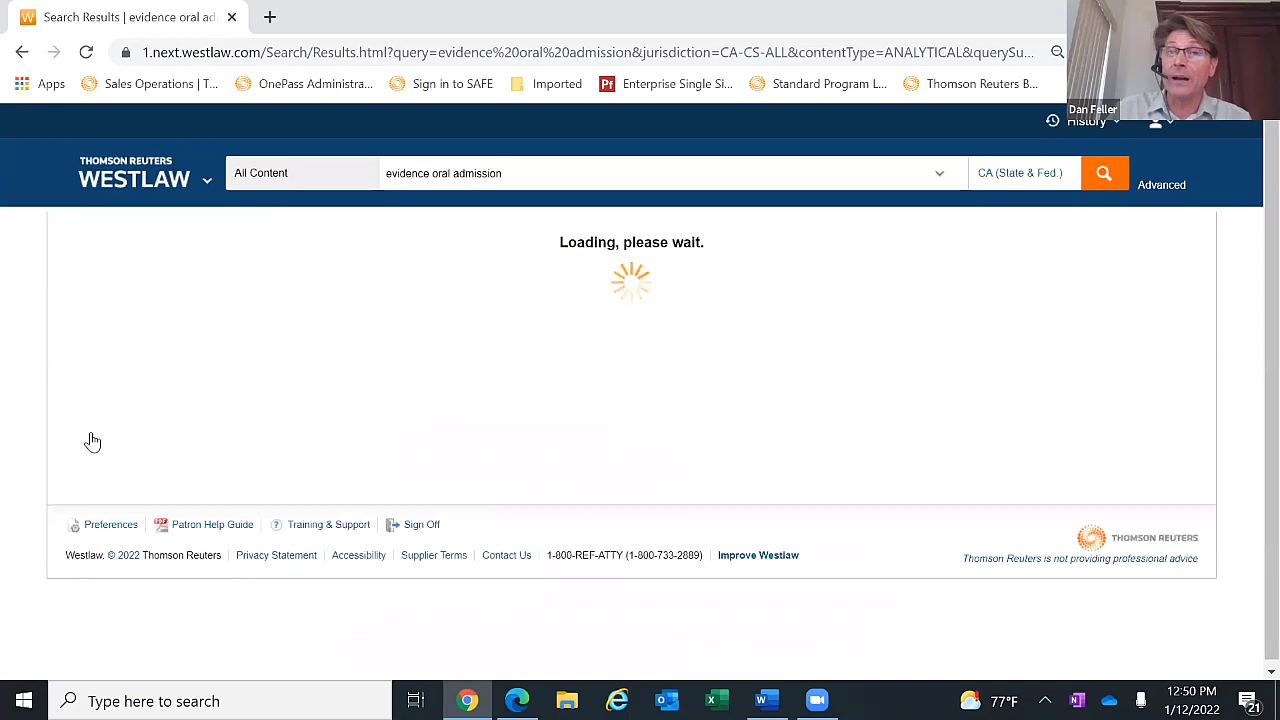 Search Results | evidence oral ad
1.next.westlaw.com/Search/Results.html?query=evidence%20oral%20admission&jurisdiction=CA-CS-ALL&contentType=ANALYTICAL&querySu...
Apps
Sales Operations | T...
OnePass Administra...
Sign in to SAFE
Imported
Enterprise Single Si...
Standard Program L...
Thomson Reuters B...
Dan Feller
History
THOMSON REUTERS
WESTLAW
All Content
evidence oral admission
CA (State & Fed.)
Advanced
Loading, please wait.
Preferences
Patron Help Guide
Training & Support
Sign Off
Westlaw. © 2022 Thomson Reuters
Privacy Statement
Accessibility
Supplier Terms
Contact Us
1-800-REF-ATTY (1-800-733-2889)
Improve Westlaw
THOMSON REUTERS
Thomson Reuters is not providing professional advice
Type here to search
77°F
12:50 PM
1/12/2022
21